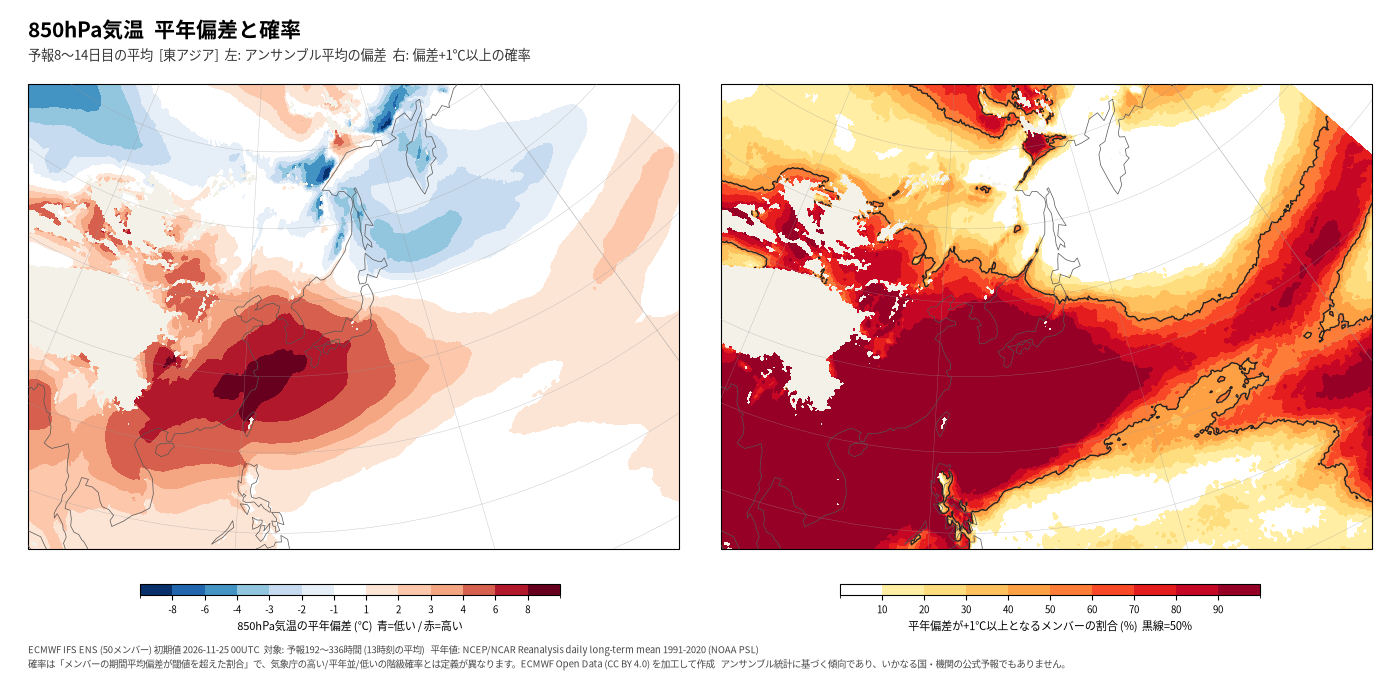 850hPa気温 平年偏差と確率
予報8～14日目の平均 [東アジア] 左: アンサンブル平均の偏差 右: 偏差+1℃以上の確率
-8 -6 -4 -3 -2 -1 1 2 3 4 6 8
850hPa気温の平年偏差 (℃) 青=低い / 赤=高い
10 20 30 40 50 60 70 80 90
平年偏差が+1℃以上となるメンバーの割合 (%) 黒線=50%
ECMWF IFS ENS (50メンバー) 初期値 2026-11-25 00UTC 対象: 予報192～336時間 (13時刻の平均) 平年値: NCEP/NCAR Reanalysis daily long-term mean 1991-2020 (NOAA PSL)
確率は「メンバーの期間平均偏差が閾値を超えた割合」で、気象庁の高い/平年並/低いの階級確率とは定義が異なります。ECMWF Open Data (CC BY 4.0) を加工して作成 アンサンブル統計に基づく傾向であり、いかなる国・機関の公式予報でもありません。